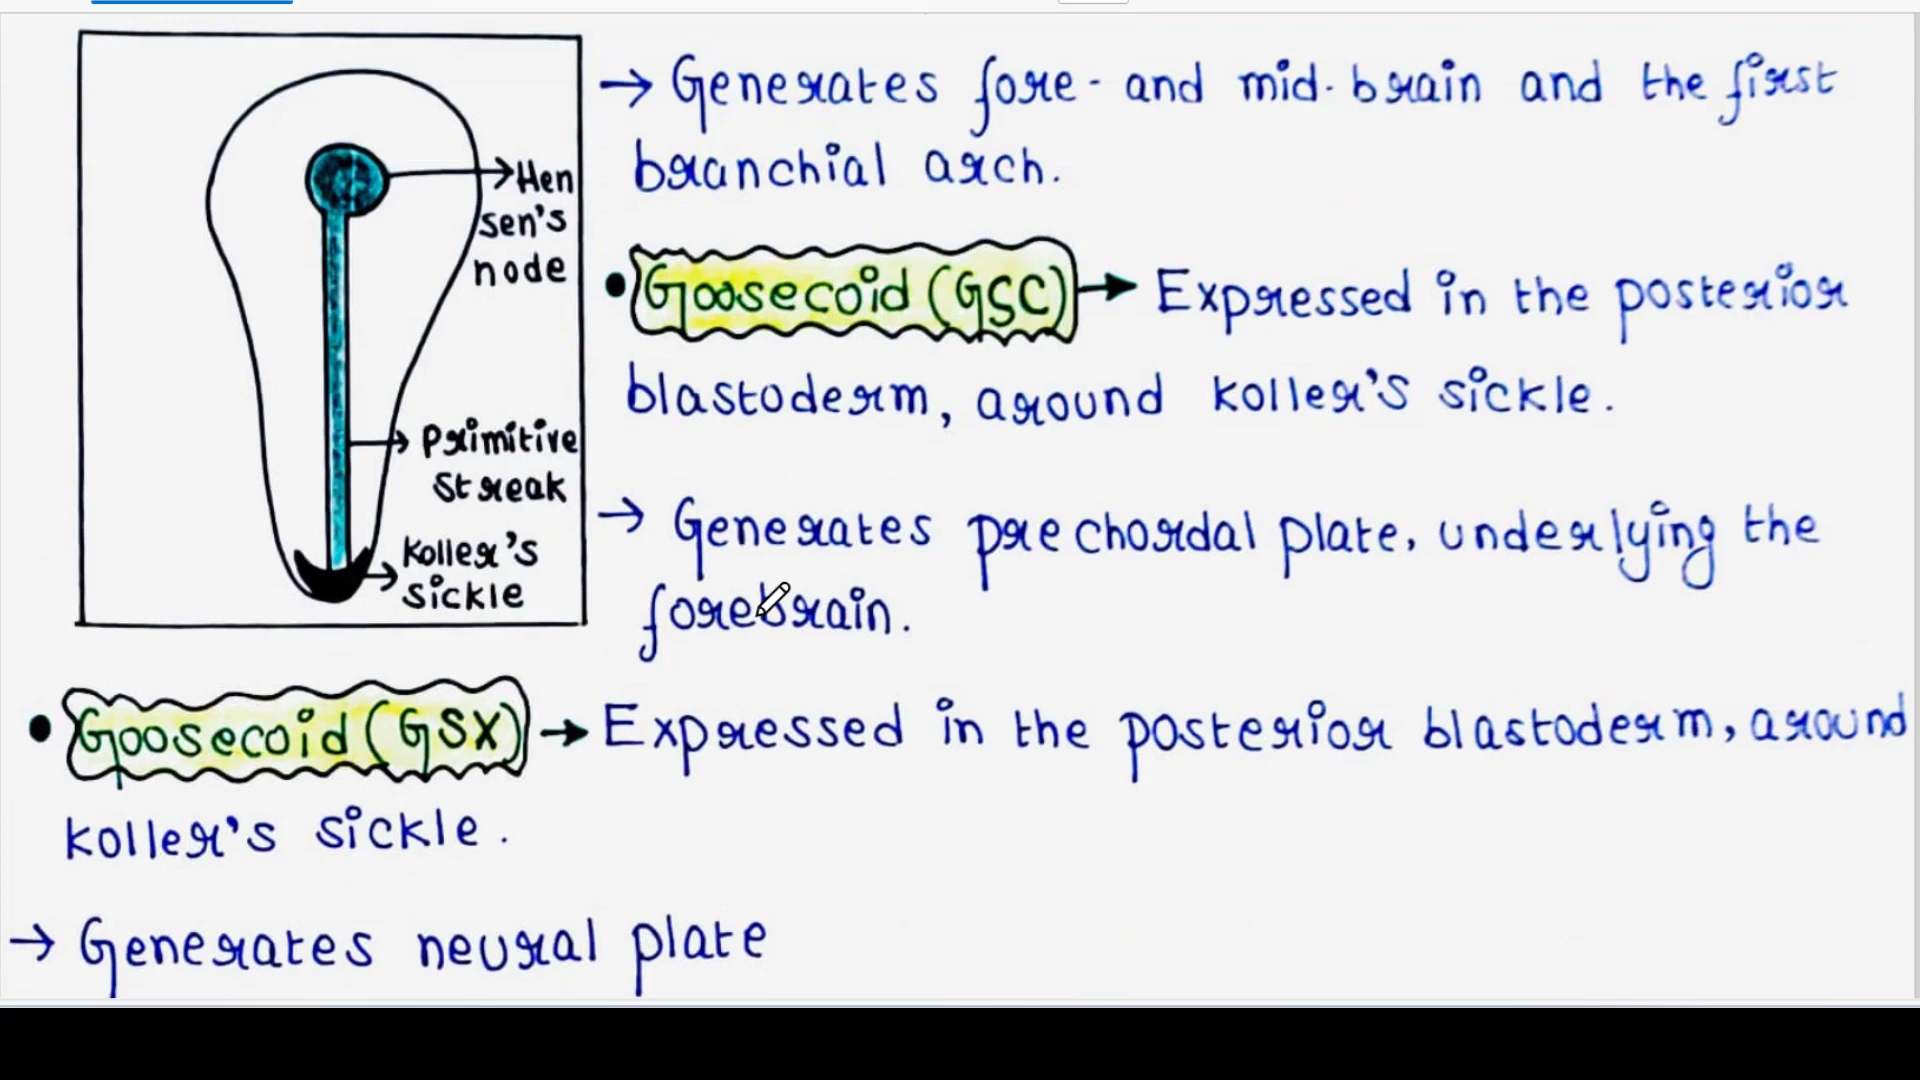 → Generates fore- and mid-brain and the first
branchial arch.
• Goosecoid (GSC) → Expressed in the posterior
blastoderm, around koller's sickle.
→ Generates prechordal plate, underlying the
forebrain.
Hen
sen's
node
Primitive
streak
Koller's
sickle
• Goosecoid (GSX) → Expressed in the posterior blastoderm, around
koller's sickle.
→ Generates neural plate